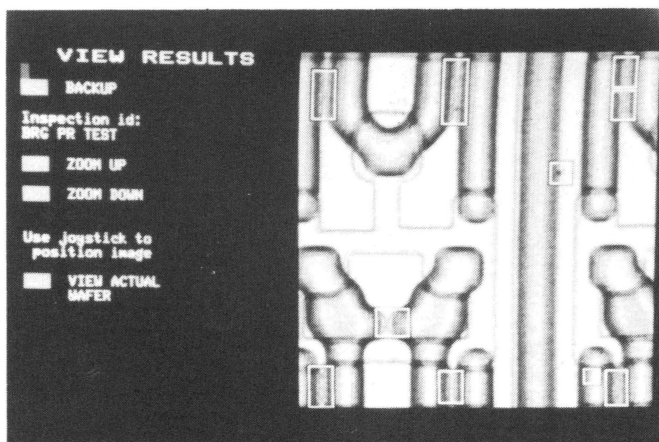 VIEW RESULTS
BACKUP
Inspection id:
BRC PR TEST
ZOOM UP
ZOOM DOWN
Use joystick to
position image
VIEW ACTUAL
WAFER